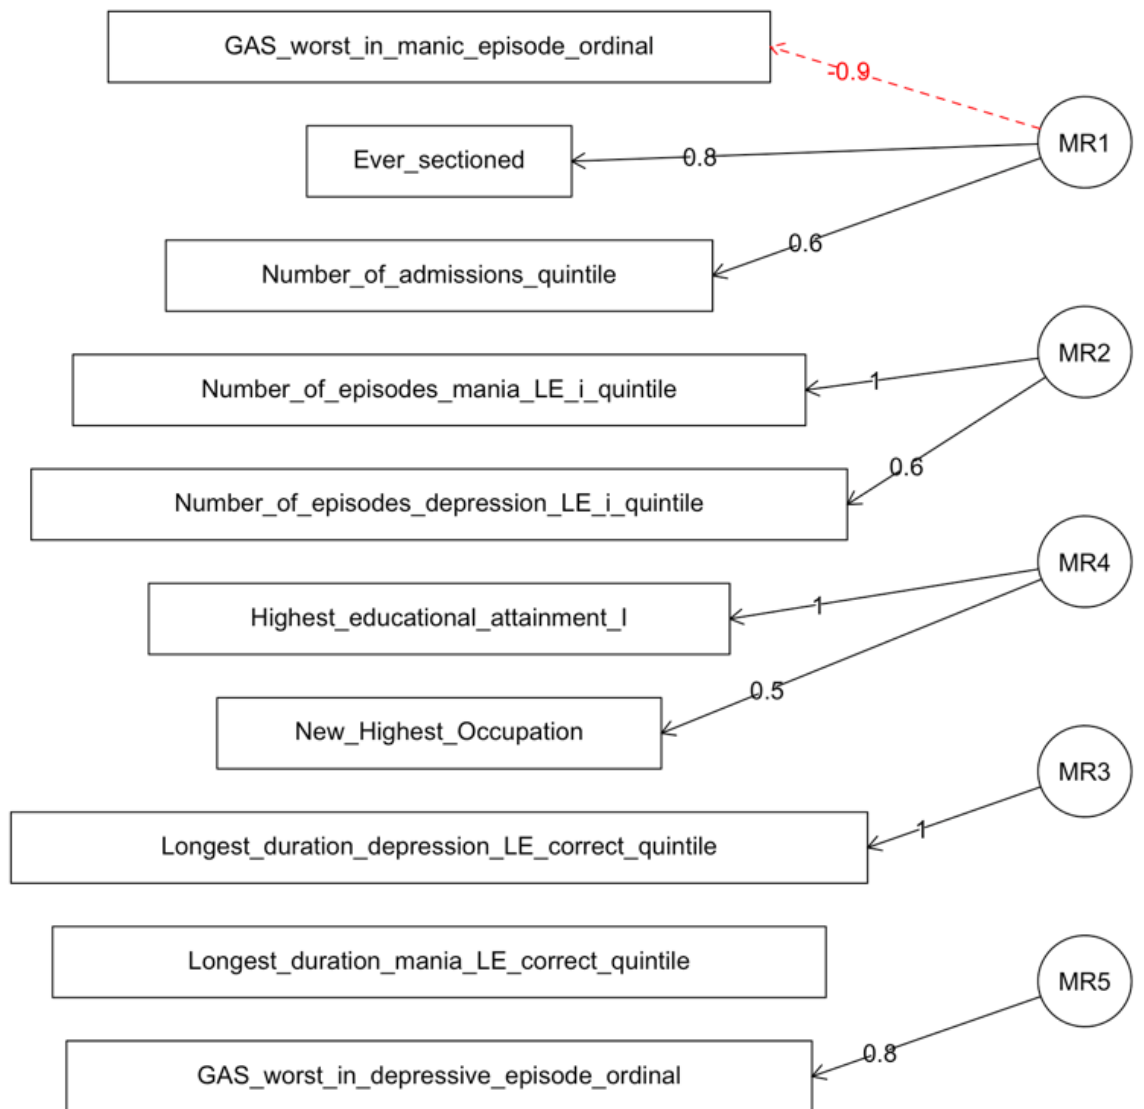 GAS_worst_in_manic_episode_ordinal
-0.9
MR1
Ever_sectioned
0.8
0.6
Number_of_admissions_quintile
MR2
Number_of_episodes_mania_LE_i_quintile
1
0.6
Number_of_episodes_depression_LE_i_quintile
MR4
Highest_educational_attainment_I
1
0.5
New_Highest_Occupation
MR3
Longest_duration_depression_LE_correct_quintile
1
Longest_duration_mania_LE_correct_quintile
MR5
0.8
GAS_worst_in_depressive_episode_ordinal